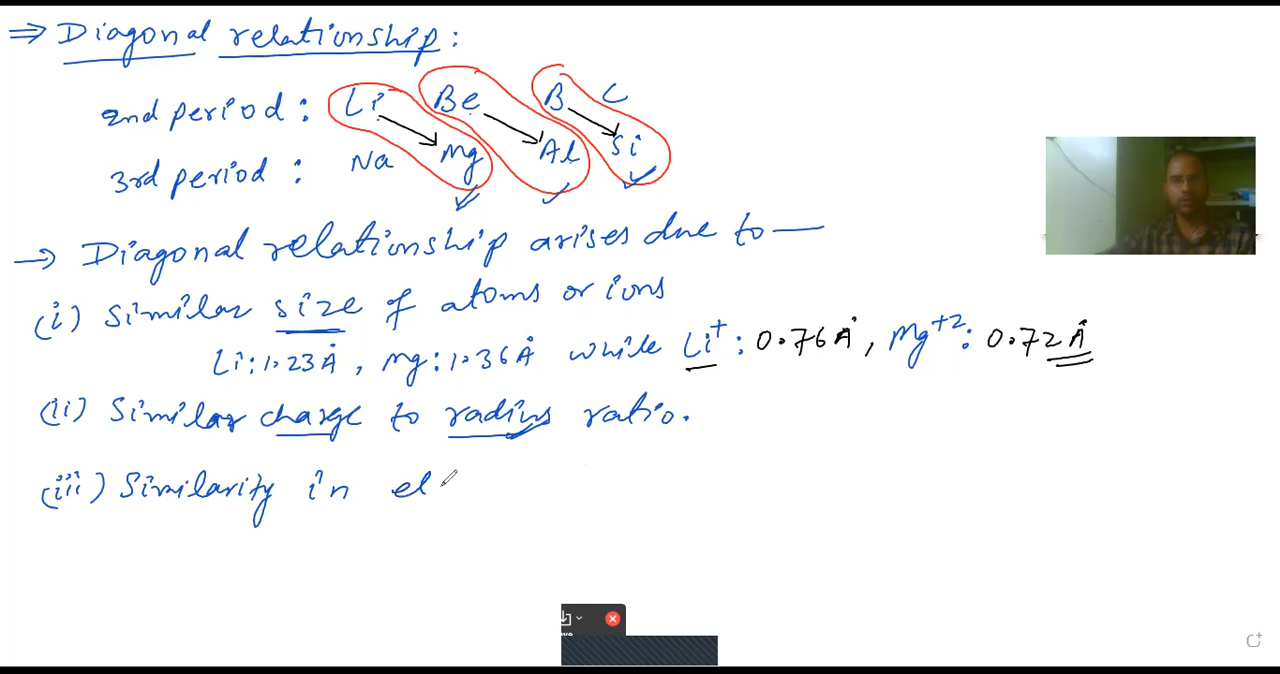 ⇒ Diagonal relationship:
2nd period: Li Be B C
3rd period: Na Mg Al Si
→ Diagonal relationship arises due to —
(i) Similar size of atoms or ions
Li: 1.23 Å, Mg: 1.36 Å while Li⁺: 0.76 Å, Mg⁺²: 0.72 Å
(ii) Similar charge to radius ratio.
(iii) Similarity in el